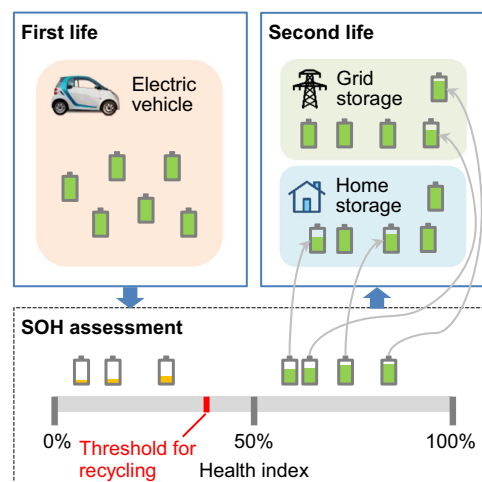 First life
Electric
vehicle
Second life
Grid
storage
Home
storage
SOH assessment
0%
50%
100%
Threshold for
recycling
Health index